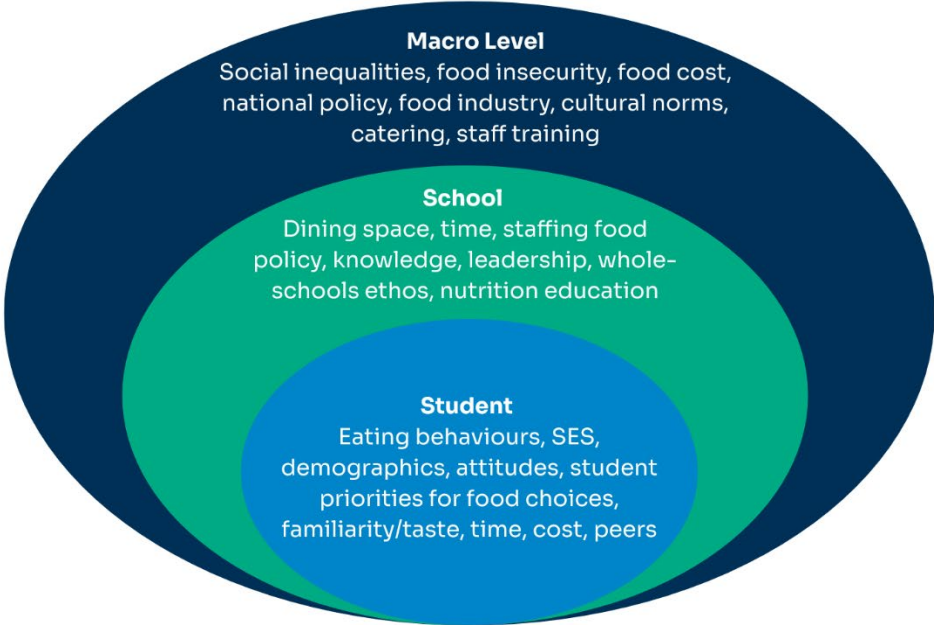 Macro Level
Social inequalities, food insecurity, food cost,
national policy, food industry, cultural norms,
catering, staff training
School
Dining space, time, staffing food
policy, knowledge, leadership, whole-
schools ethos, nutrition education
Student
Eating behaviours, SES,
demographics, attitudes, student
priorities for food choices,
familiarity/taste, time, cost, peers